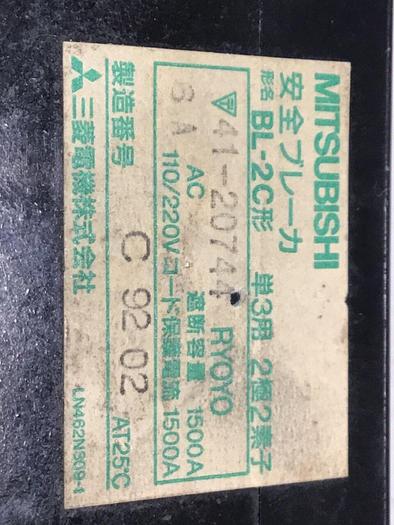 MITSUBISHI
安全ブレーカ
形名 BL-2C形 単3用 2極2素子
41-20744 RYOYO
3A AC 遮断容量 1500A
110/220V コード保護電流 1500A
製造番号 C 92 02 AT25C
三菱電機株式会社 LN462N309-1